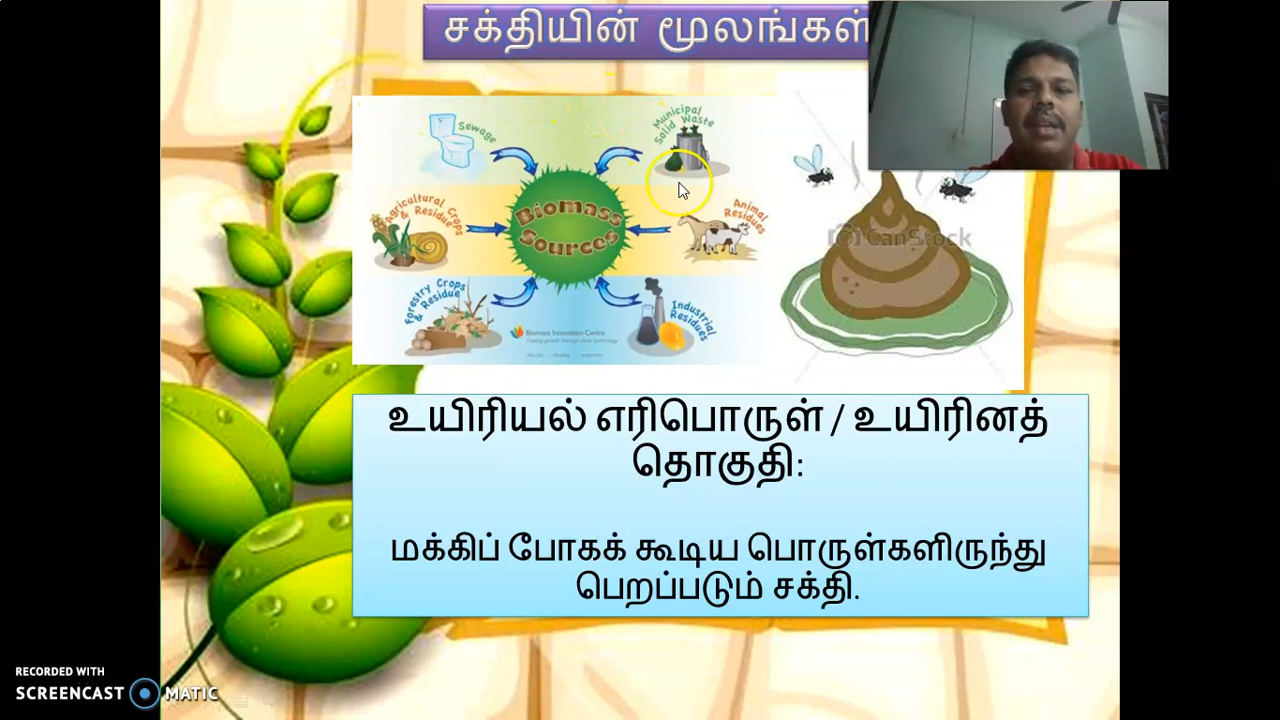 சக்தியின் மூலங்கள்
Sewage
Municipal
Solid Waste
Agricultural Crops
& Residue
Biomass
Sources
Animal
Residues
Forestry Crops
& Residue
Industrial
Residues
Biomass Innovation Centre
CanStock
உயிரியல் எரிபொருள் / உயிரினத்
தொகுதி:
மக்கிப் போகக் கூடிய பொருள்களிருந்து
பெறப்படும் சக்தி.
RECORDED WITH
SCREENCAST MATIC